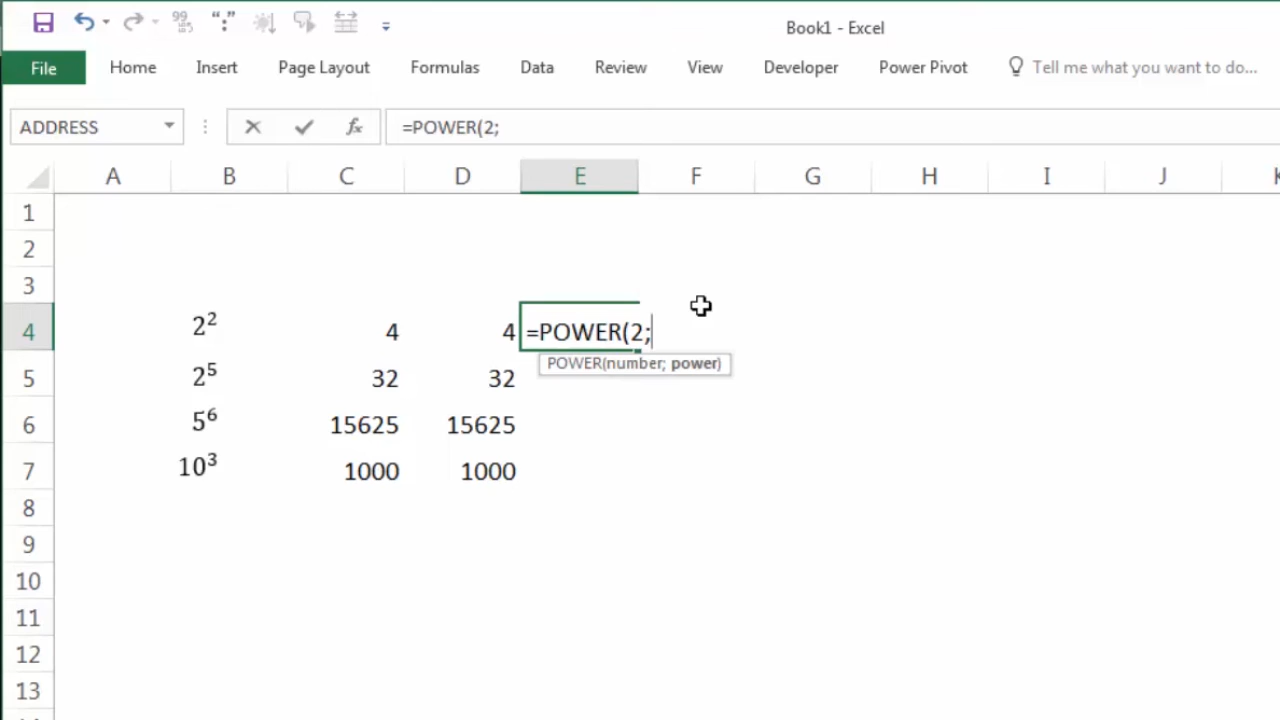 99 “:”
Book1 - Excel
File Home Insert Page Layout Formulas Data Review View Developer Power Pivot Tell me what you want to do...
ADDRESS fx =POWER(2;
A B C D E F G H I J K
1
2
3
4 2² 4 4 =POWER(2;
POWER(number; power)
5 2⁵ 32 32
6 5⁶ 15625 15625
7 10³ 1000 1000
8
9
10
11
12
13